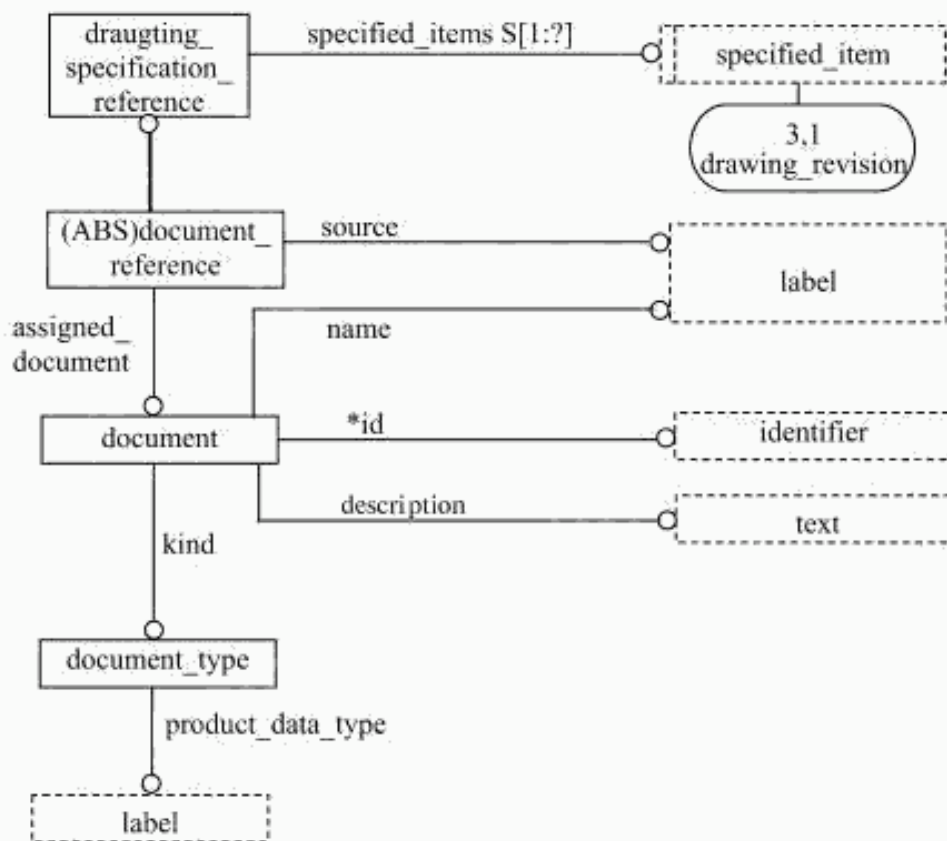 draugting_
specification_
reference
specified_items S[1:?]
specified_item
3,1
drawing_revision
(ABS)document_
reference
source
label
name
assigned_
document
document
*id
identifier
description
text
kind
document_type
product_data_type
label